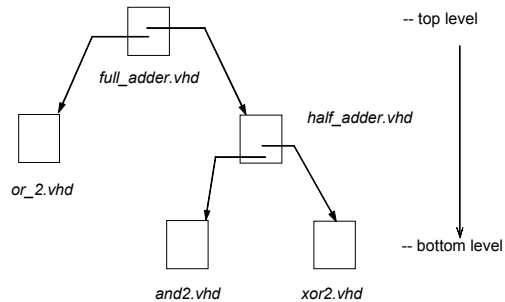 -- top level
full_adder.vhd
half_adder.vhd
or_2.vhd
-- bottom level
and2.vhd
xor2.vhd